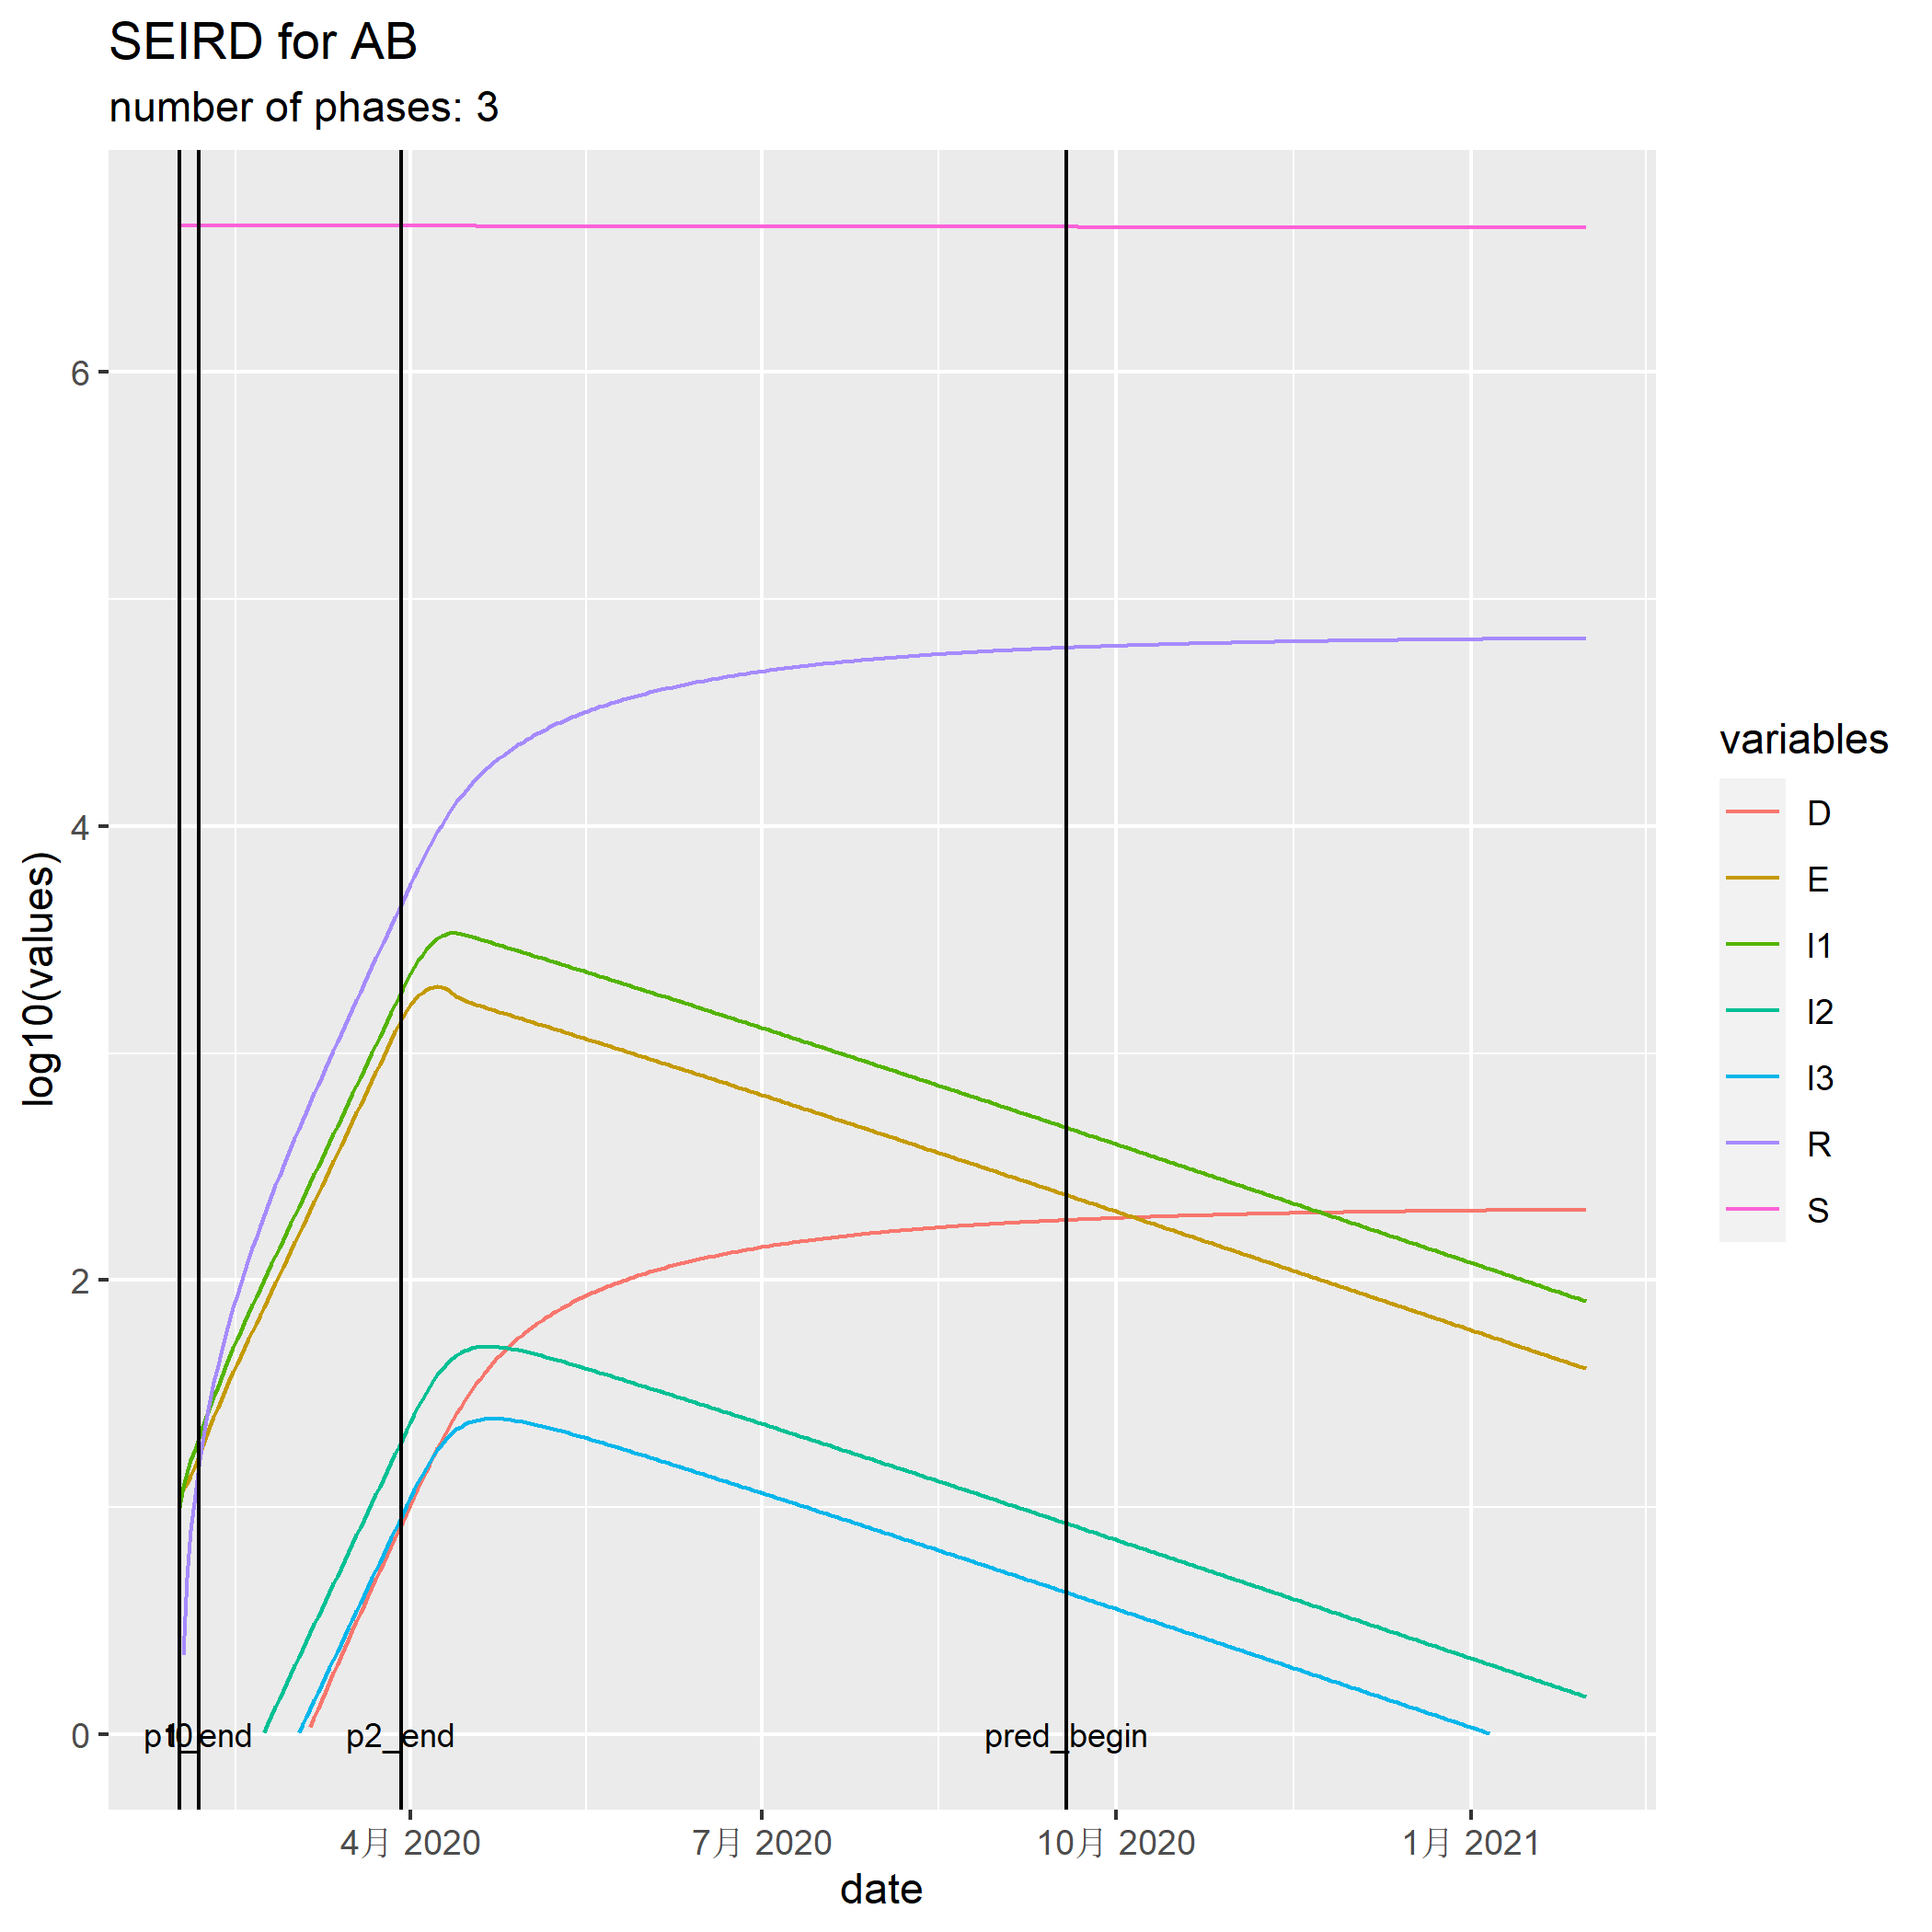 SEIRD for AB
number of phases: 3
log10(values)
6
4
2
0
p1_end
p2_end
pred_begin
4月 2020
7月 2020
10月 2020
1月 2021
date
variables
D
E
I1
I2
I3
R
S